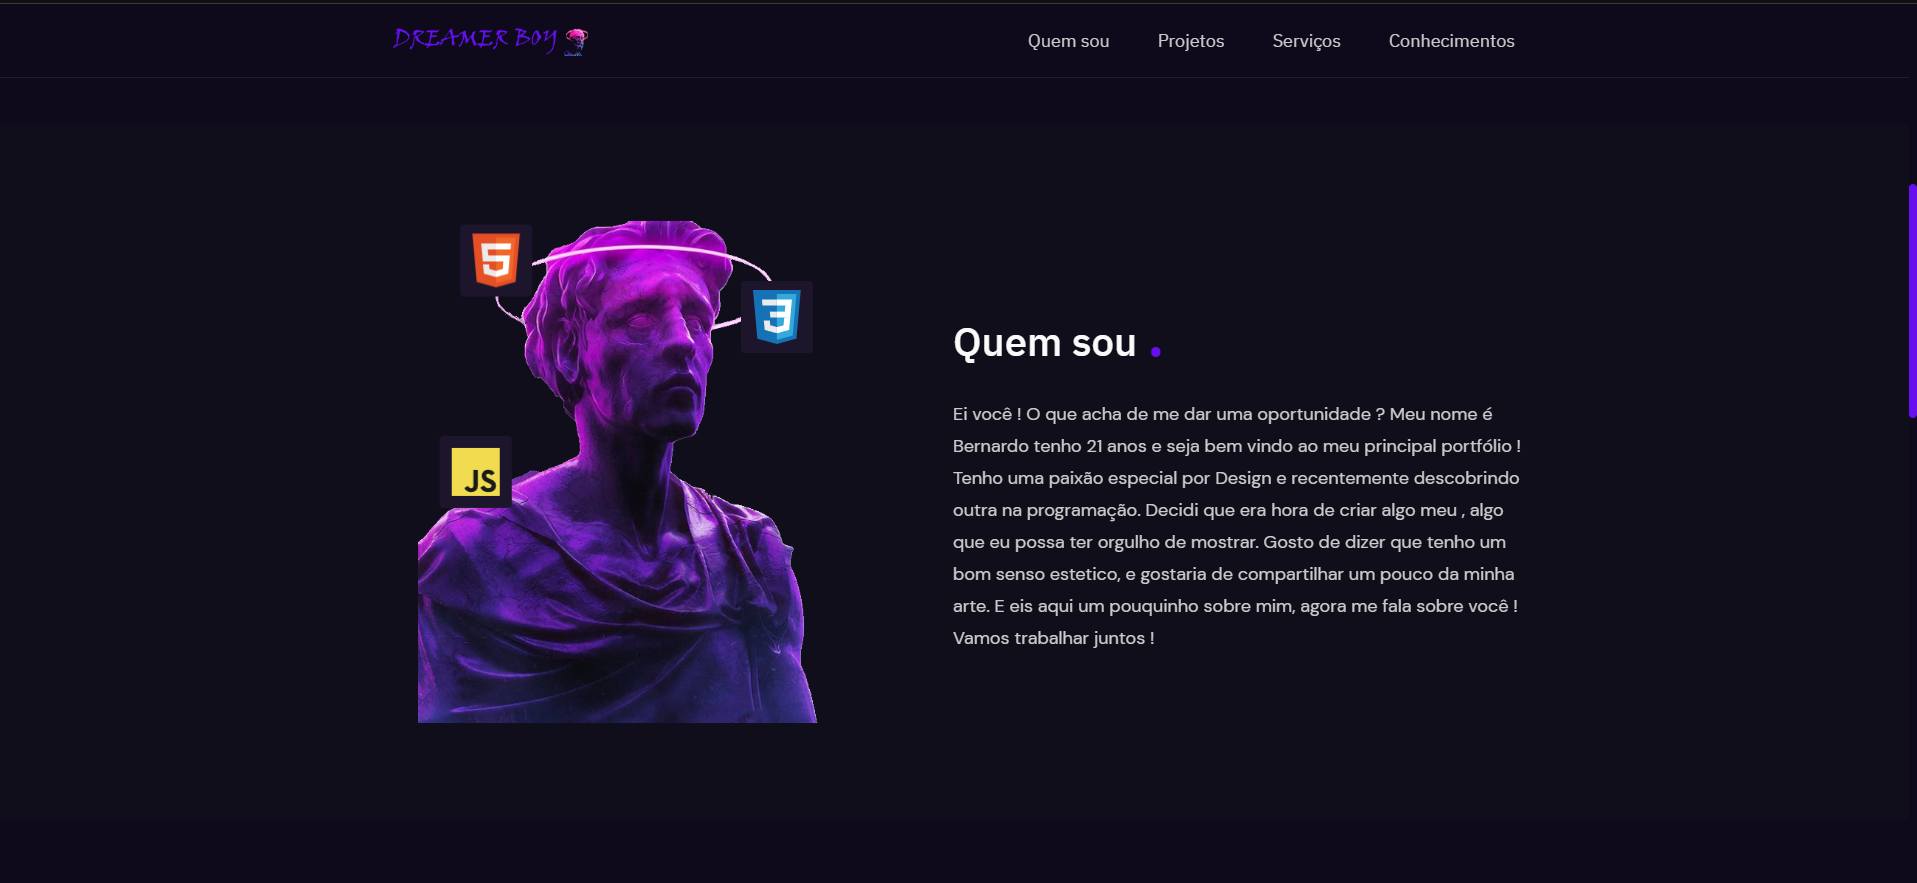 DREAMER BOY
Quem sou
Projetos
Serviços
Conhecimentos
5
3
JS
Quem sou .
Ei você ! O que acha de me dar uma oportunidade ? Meu nome é
Bernardo tenho 21 anos e seja bem vindo ao meu principal portfólio !
Tenho uma paixão especial por Design e recentemente descobrindo
outra na programação. Decidi que era hora de criar algo meu , algo
que eu possa ter orgulho de mostrar. Gosto de dizer que tenho um
bom senso estetico, e gostaria de compartilhar um pouco da minha
arte. E eis aqui um pouquinho sobre mim, agora me fala sobre você !
Vamos trabalhar juntos !